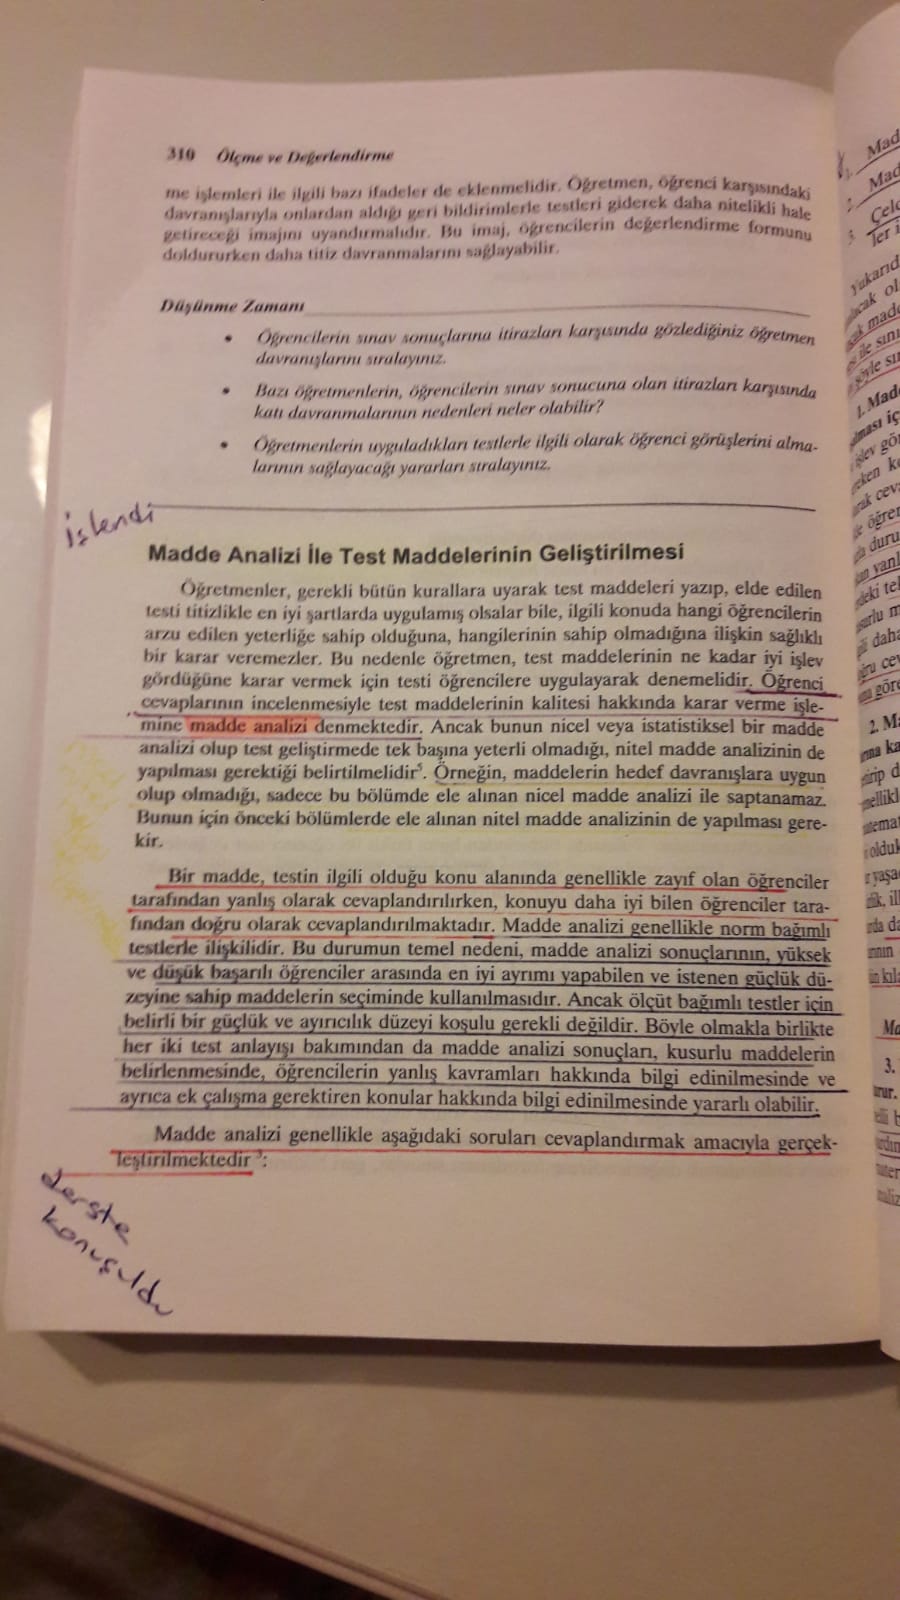 310 Ölçme ve Değerlendirme
me işlemleri ile ilgili bazı ifadeler de eklenmelidir. Öğretmen, öğrenci karşısındaki
davranışlarıyla onlardan aldığı geri bildirimlerle testleri giderek daha nitelikli hale
getireceği imajını uyandırmalıdır. Bu imaj, öğrencilerin değerlendirme formunu
doldururken daha titiz davranmalarını sağlayabilir.
Düşünme Zamanı
• Öğrencilerin sınav sonuçlarına itirazları karşısında gözlediğiniz öğretmen
davranışlarını sıralayınız.
• Bazı öğretmenlerin, öğrencilerin sınav sonucuna olan itirazları karşısında
katı davranmalarının nedenleri neler olabilir?
• Öğretmenlerin uyguladıkları testlerle ilgili olarak öğrenci görüşlerini alma-
larının sağlayacağı yararları sıralayınız.
işlendi
Madde Analizi İle Test Maddelerinin Geliştirilmesi
Öğretmenler, gerekli bütün kurallara uyarak test maddeleri yazıp, elde edilen
testi titizlikle en iyi şartlarda uygulamış olsalar bile, ilgili konuda hangi öğrencilerin
arzu edilen yeterliğe sahip olduğuna, hangilerinin sahip olmadığına ilişkin sağlıklı
bir karar veremezler. Bu nedenle öğretmen, test maddelerinin ne kadar iyi işlev
gördüğüne karar vermek için testi öğrencilere uygulayarak denemelidir. Öğrenci
cevaplarının incelenmesiyle test maddelerinin kalitesi hakkında karar verme işle-
mine madde analizi denmektedir. Ancak bunun nicel veya istatistiksel bir madde
analizi olup test geliştirmede tek başına yeterli olmadığı, nitel madde analizinin de
yapılması gerektiği belirtilmelidir. Örneğin, maddelerin hedef davranışlara uygun
olup olmadığı, sadece bu bölümde ele alınan nicel madde analizi ile saptanamaz.
Bunun için önceki bölümlerde ele alınan nitel madde analizinin de yapılması gere-
kir.
Bir madde, testin ilgili olduğu konu alanında genellikle zayıf olan öğrenciler
tarafından yanlış olarak cevaplandırılırken, konuyu daha iyi bilen öğrenciler tara-
fından doğru olarak cevaplandırılmaktadır. Madde analizi genellikle norm bağımlı
testlerle ilişkilidir. Bu durumun temel nedeni, madde analizi sonuçlarının, yüksek
ve düşük başarılı öğrenciler arasında en iyi ayrımı yapabilen ve istenen güçlük dü-
zeyine sahip maddelerin seçiminde kullanılmasıdır. Ancak ölçüt bağımlı testler için
belirli bir güçlük ve ayırıcılık düzeyi koşulu gerekli değildir. Böyle olmakla birlikte
her iki test anlayışı bakımından da madde analizi sonuçları, kusurlu maddelerin
belirlenmesinde, öğrencilerin yanlış kavramları hakkında bilgi edinilmesinde ve
ayrıca ek çalışma gerektiren konular hakkında bilgi edinilmesinde yararlı olabilir.
Madde analizi genellikle aşağıdaki soruları cevaplandırmak amacıyla gerçek-
leştirilmektedir 3:
derste
konuşuldu